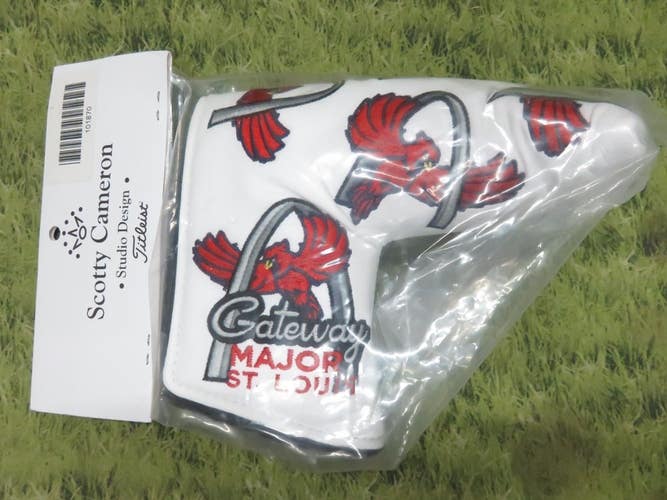 101870
Scotty Cameron
• Studio Design •
Titleist
Gateway
MAJOR
ST LOUIS